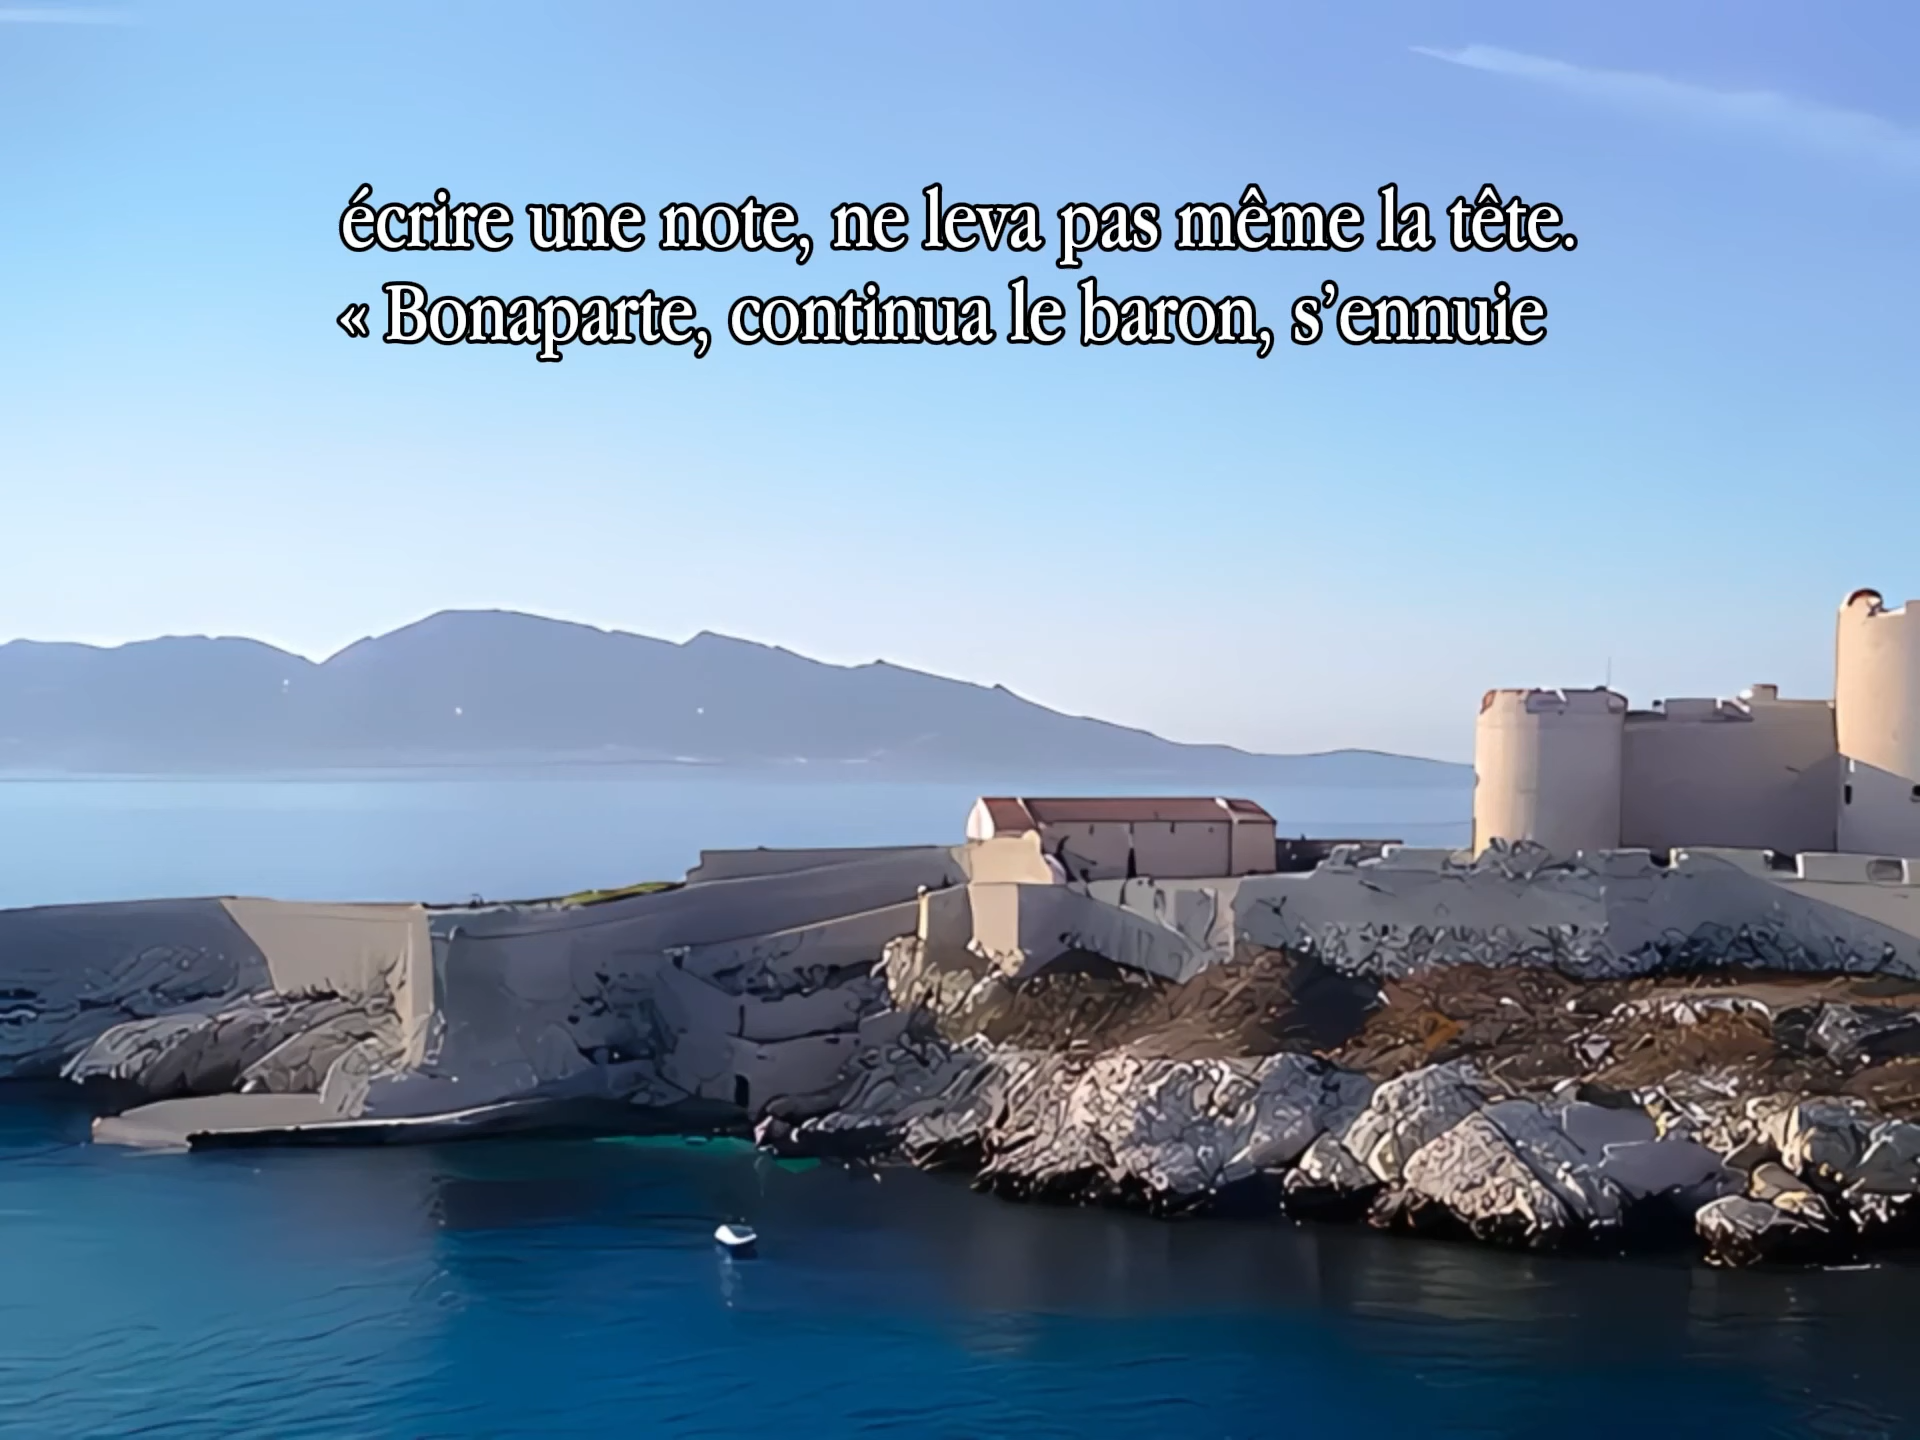 écrire une note, ne leva pas même la tête.
« Bonaparte, continua le baron, s’ennuie